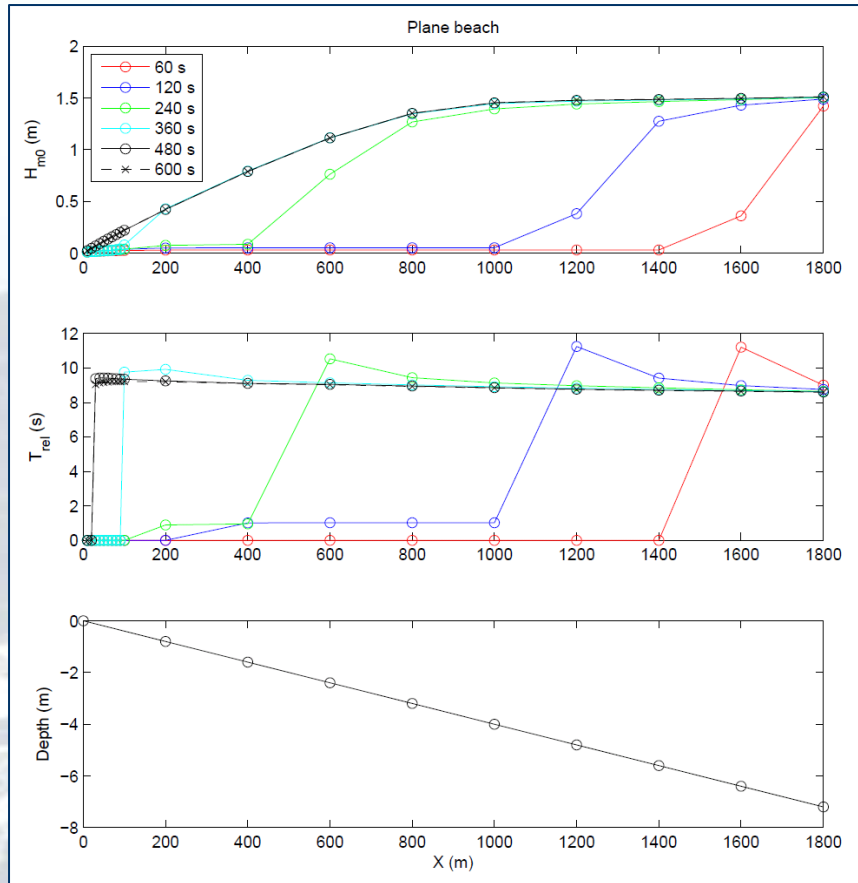 Plane beach
H_m0 (m)
2
1.5
1
0.5
0
60 s
120 s
240 s
360 s
480 s
600 s
0 200 400 600 800 1000 1200 1400 1600 1800
T_rel (s)
12
10
8
6
4
2
0
0 200 400 600 800 1000 1200 1400 1600 1800
Depth (m)
0
−2
−4
−6
−8
0 200 400 600 800 1000 1200 1400 1600 1800
X (m)